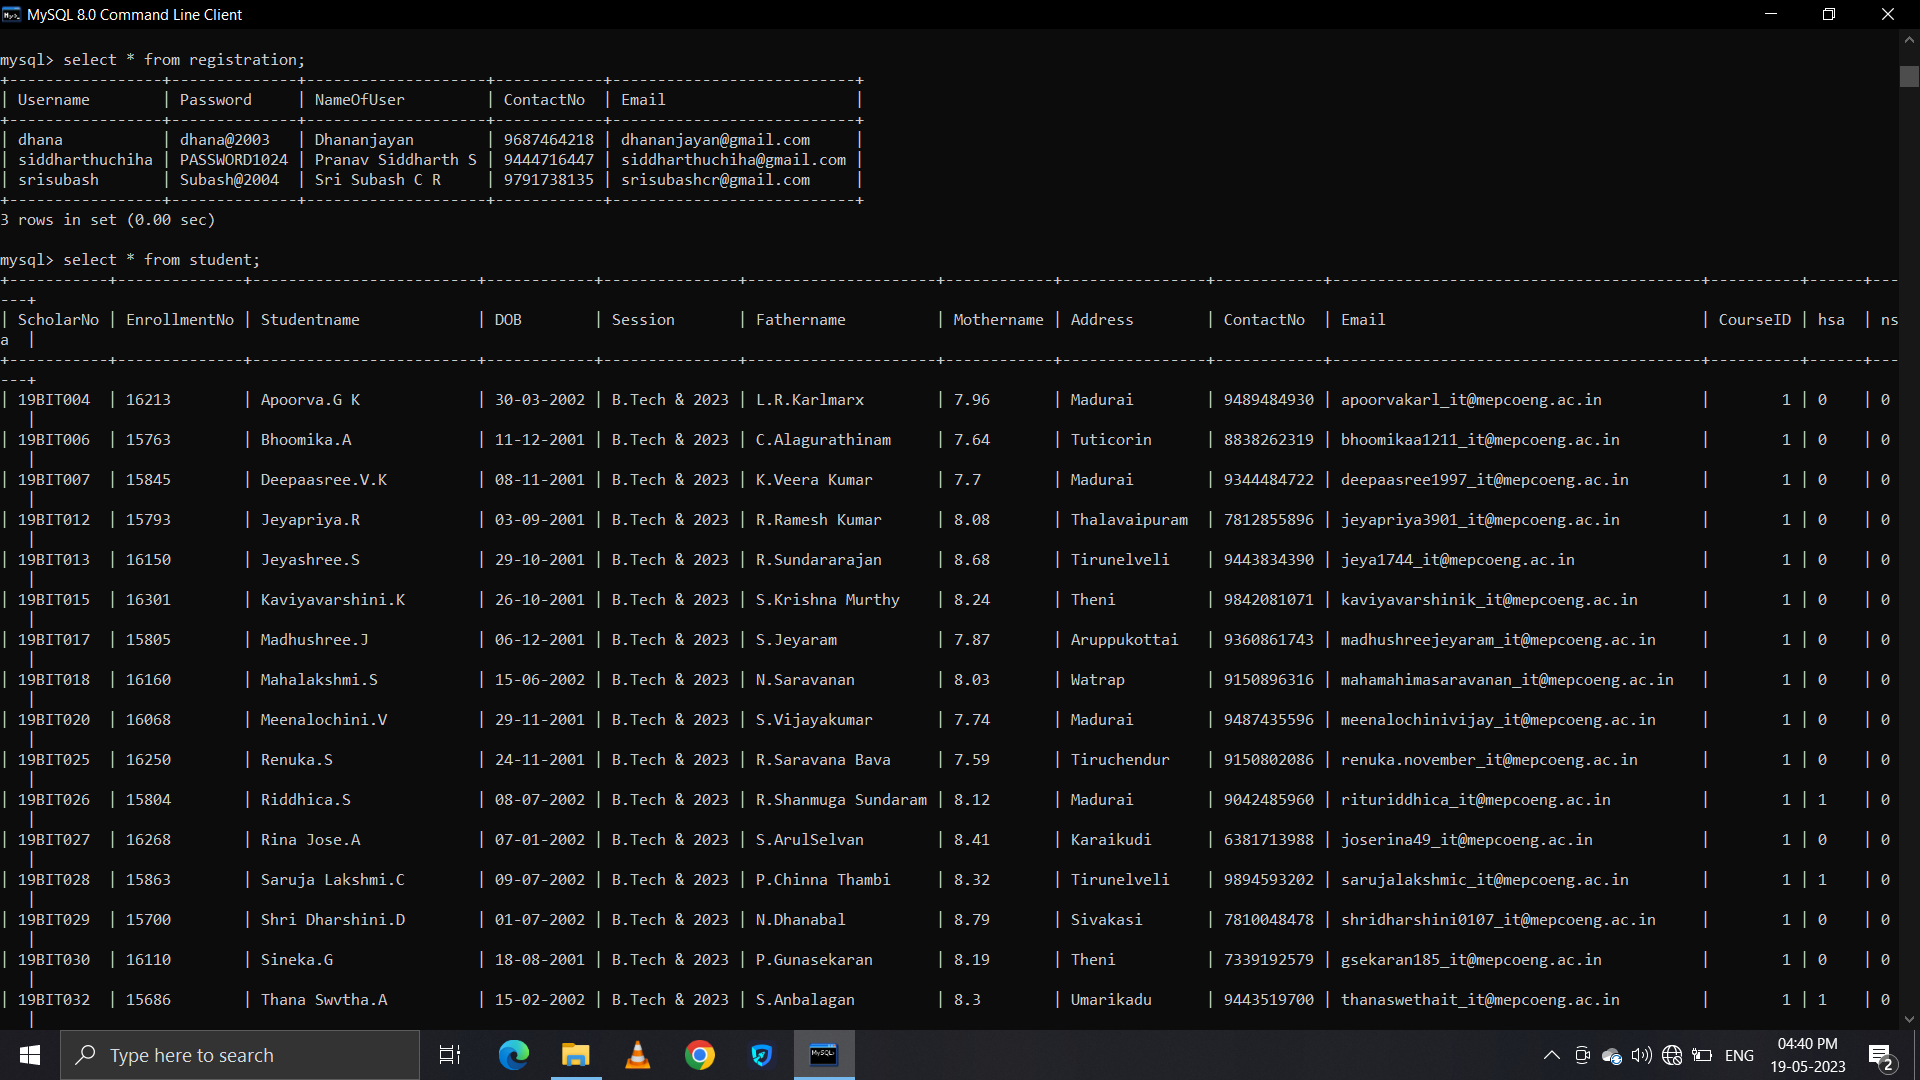 MySQL 8.0 Command Line Client
mysql> select * from registration;
+-----------------+--------------+--------------------+------------+---------------------------+
| Username        | Password     | NameOfUser         | ContactNo  | Email                     |
+-----------------+--------------+--------------------+------------+---------------------------+
| dhana           | dhana@2003   | Dhananjayan        | 9687464218 | dhananjayan@gmail.com     |
| siddharthuchiha | PASSWORD1024 | Pranav Siddharth S | 9444716447 | siddharthuchiha@gmail.com |
| srisubash       | Subash@2004  | Sri Subash C R     | 9791738135 | srisubashcr@gmail.com     |
+-----------------+--------------+--------------------+------------+---------------------------+
3 rows in set (0.00 sec)
mysql> select * from student;
+-----------+--------------+-------------------------+------------+---------------+---------------------+------------+----------------+------------+-----------------------------------------+----------+------+---
---+
| ScholarNo | EnrollmentNo | Studentname             | DOB        | Session       | Fathername          | Mothername | Address        | ContactNo  | Email                                   | CourseID | hsa  | ns
a  |
+-----------+--------------+-------------------------+------------+---------------+---------------------+------------+----------------+------------+-----------------------------------------+----------+------+---
---+
| 19BIT004  | 16213        | Apoorva.G K             | 30-03-2002 | B.Tech & 2023 | L.R.Karlmarx        | 7.96       | Madurai        | 9489484930 | apoorvakarl_it@mepcoeng.ac.in           |        1 | 0    | 0
   |
| 19BIT006  | 15763        | Bhoomika.A              | 11-12-2001 | B.Tech & 2023 | C.Alagurathinam     | 7.64       | Tuticorin      | 8838262319 | bhoomikaa1211_it@mepcoeng.ac.in         |        1 | 0    | 0
   |
| 19BIT007  | 15845        | Deepaasree.V.K          | 08-11-2001 | B.Tech & 2023 | K.Veera Kumar       | 7.7        | Madurai        | 9344484722 | deepaasree1997_it@mepcoeng.ac.in        |        1 | 0    | 0
   |
| 19BIT012  | 15793        | Jeyapriya.R             | 03-09-2001 | B.Tech & 2023 | R.Ramesh Kumar      | 8.08       | Thalavaipuram  | 7812855896 | jeyapriya3901_it@mepcoeng.ac.in         |        1 | 0    | 0
   |
| 19BIT013  | 16150        | Jeyashree.S             | 29-10-2001 | B.Tech & 2023 | R.Sundararajan      | 8.68       | Tirunelveli    | 9443834390 | jeya1744_it@mepcoeng.ac.in              |        1 | 0    | 0
   |
| 19BIT015  | 16301        | Kaviyavarshini.K        | 26-10-2001 | B.Tech & 2023 | S.Krishna Murthy    | 8.24       | Theni          | 9842081071 | kaviyavarshinik_it@mepcoeng.ac.in       |        1 | 0    | 0
   |
| 19BIT017  | 15805        | Madhushree.J            | 06-12-2001 | B.Tech & 2023 | S.Jeyaram           | 7.87       | Aruppukottai   | 9360861743 | madhushreejeyaram_it@mepcoeng.ac.in     |        1 | 0    | 0
   |
| 19BIT018  | 16160        | Mahalakshmi.S           | 15-06-2002 | B.Tech & 2023 | N.Saravanan         | 8.03       | Watrap         | 9150896316 | mahamahimasaravanan_it@mepcoeng.ac.in   |        1 | 0    | 0
   |
| 19BIT020  | 16068        | Meenalochini.V          | 29-11-2001 | B.Tech & 2023 | S.Vijayakumar       | 7.74       | Madurai        | 9487435596 | meenalochinivijay_it@mepcoeng.ac.in     |        1 | 0    | 0
   |
| 19BIT025  | 16250        | Renuka.S                | 24-11-2001 | B.Tech & 2023 | R.Saravana Bava     | 7.59       | Tiruchendur    | 9150802086 | renuka.november_it@mepcoeng.ac.in       |        1 | 0    | 0
   |
| 19BIT026  | 15804        | Riddhica.S              | 08-07-2002 | B.Tech & 2023 | R.Shanmuga Sundaram | 8.12       | Madurai        | 9042485960 | rituriddhica_it@mepcoeng.ac.in          |        1 | 1    | 0
   |
| 19BIT027  | 16268        | Rina Jose.A             | 07-01-2002 | B.Tech & 2023 | S.ArulSelvan        | 8.41       | Karaikudi      | 6381713988 | joserina49_it@mepcoeng.ac.in            |        1 | 0    | 0
   |
| 19BIT028  | 15863        | Saruja Lakshmi.C        | 09-07-2002 | B.Tech & 2023 | P.Chinna Thambi     | 8.32       | Tirunelveli    | 9894593202 | sarujalakshmic_it@mepcoeng.ac.in        |        1 | 1    | 0
   |
| 19BIT029  | 15700        | Shri Dharshini.D        | 01-07-2002 | B.Tech & 2023 | N.Dhanabal          | 8.79       | Sivakasi       | 7810048478 | shridharshini0107_it@mepcoeng.ac.in     |        1 | 0    | 0
   |
| 19BIT030  | 16110        | Sineka.G                | 18-08-2001 | B.Tech & 2023 | P.Gunasekaran       | 8.19       | Theni          | 7339192579 | gsekaran185_it@mepcoeng.ac.in           |        1 | 0    | 0
   |
| 19BIT032  | 15686        | Thana Swvtha.A          | 15-02-2002 | B.Tech & 2023 | S.Anbalagan         | 8.3        | Umarikadu      | 9443519700 | thanaswethait_it@mepcoeng.ac.in         |        1 | 1    | 0
   |
Type here to search
ENG
04:40 PM
19-05-2023
2